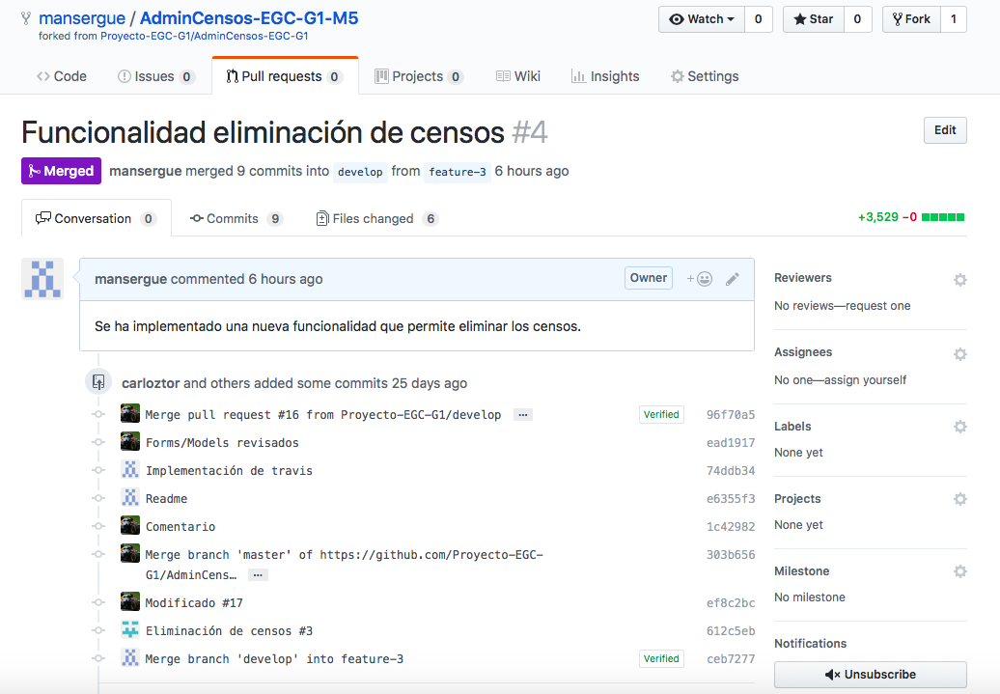 mansergue / AdminCensos-EGC-G1-M5
Watch 0 Star 0 Fork 1
forked from Proyecto-EGC-G1/AdminCensos-EGC-G1
Code Issues 0 Pull requests 0 Projects 0 Wiki Insights Settings
Funcionalidad eliminación de censos #4
Edit
Merged mansergue merged 9 commits into develop from feature-3 6 hours ago
Conversation 0 Commits 9 Files changed 6
+3,529 −0
mansergue commented 6 hours ago Owner +
Se ha implementado una nueva funcionalidad que permite eliminar los censos.
carloztor and others added some commits 25 days ago
Merge pull request #16 from Proyecto-EGC-G1/develop … Verified 96f70a5
Forms/Models revisados ead1917
Implementación de travis 74ddb34
Readme e6355f3
Comentario 1c42982
Merge branch 'master' of https://github.com/Proyecto-EGC- 303b656
G1/AdminCens… …
Modificado #17 ef8c2bc
Eliminación de censos #3 612c5eb
Merge branch 'develop' into feature-3 Verified ceb7277
Reviewers
No reviews—request one
Assignees
No one—assign yourself
Labels
None yet
Projects
None yet
Milestone
No milestone
Notifications
Unsubscribe